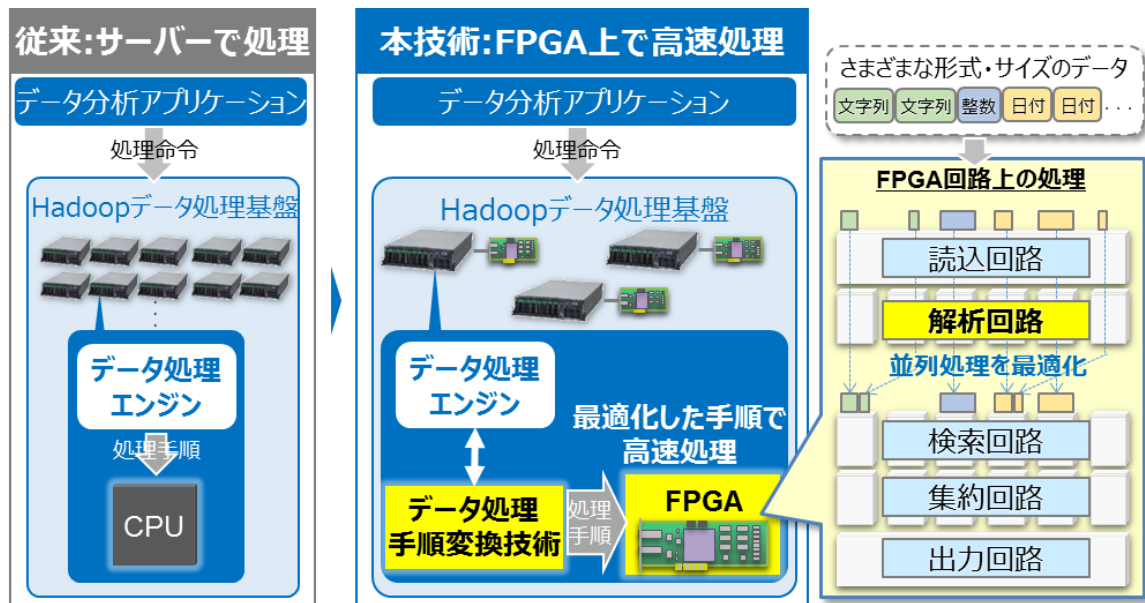 従来:サーバーで処理
データ分析アプリケーション
処理命令
Hadoopデータ処理基盤
データ処理
エンジン
処理手順
CPU
本技術:FPGA上で高速処理
データ分析アプリケーション
処理命令
Hadoopデータ処理基盤
データ処理
エンジン
最適化した手順で
高速処理
データ処理
手順変換技術
処理
手順
FPGA
さまざまな形式・サイズのデータ
文字列 文字列 整数 日付 日付 ...
FPGA回路上の処理
読込回路
解析回路
並列処理を最適化
検索回路
集約回路
出力回路